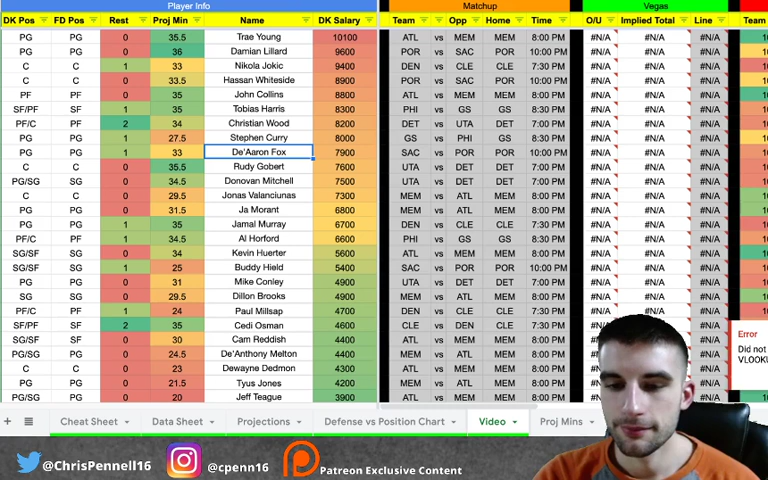 Player Info Matchup Vegas
DK Pos FD Pos Rest Proj Min Name DK Salary Team Opp Home Time O/U Implied Total Line Team
PG PG 0 35.5 Trae Young 10100 ATL vs MEM MEM 8:00 PM #N/A #N/A #N/A
PG PG 0 36 Damian Lillard 9600 POR vs SAC POR 10:00 PM #N/A #N/A #N/A
C C 1 33 Nikola Jokic 9400 DEN vs CLE CLE 7:30 PM #N/A #N/A #N/A
C C 0 33.5 Hassan Whiteside 8900 POR vs SAC POR 10:00 PM #N/A #N/A #N/A
PF PF 0 35 John Collins 8800 ATL vs MEM MEM 8:00 PM #N/A #N/A #N/A
SF/PF SF 1 35 Tobias Harris 8300 PHI vs GS GS 8:30 PM #N/A #N/A #N/A
PF/C PF 2 34 Christian Wood 8200 DET vs UTA DET 7:00 PM #N/A #N/A #N/A
PG PG 1 27.5 Stephen Curry 8000 GS vs PHI GS 8:30 PM #N/A #N/A #N/A
PG PG 1 33 De'Aaron Fox 7900 SAC vs POR POR 10:00 PM #N/A #N/A #N/A
C C 0 35.5 Rudy Gobert 7600 UTA vs DET DET 7:00 PM #N/A #N/A #N/A
PG/SG SG 0 34.5 Donovan Mitchell 7500 UTA vs DET DET 7:00 PM #N/A #N/A #N/A
C C 0 29.5 Jonas Valanciunas 7300 MEM vs ATL MEM 8:00 PM #N/A #N/A #N/A
PG PG 0 31.5 Ja Morant 6800 MEM vs ATL MEM 8:00 PM #N/A #N/A #N/A
PG PG 1 35 Jamal Murray 6700 DEN vs CLE CLE 7:30 PM #N/A #N/A #N/A
PF/C PF 1 34.5 Al Horford 6600 PHI vs GS GS 8:30 PM #N/A #N/A #N/A
SG/SF SG 0 34 Kevin Huerter 5600 ATL vs MEM MEM 8:00 PM #N/A #N/A #N/A
SG/SF SG 1 25 Buddy Hield 5400 SAC vs POR POR 10:00 PM #N/A #N/A #N/A
PG PG 0 31 Mike Conley 4900 UTA vs DET DET 7:00 PM #N/A #N/A #N/A
SG SG 0 29.5 Dillon Brooks 4900 MEM vs ATL MEM 8:00 PM #N/A #N/A #N/A
PF/C PF 1 24 Paul Millsap 4700 DEN vs CLE CLE 7:30 PM #N/A #N/A #N/A
SF/PF SF 2 35 Cedi Osman 4600 CLE vs DEN CLE 7:30 PM #N/A #N/A
SG/SF SF 0 30 Cam Reddish 4400 ATL vs MEM MEM 8:00 PM #N/A #N/A
PG/SG SG 0 24.5 De'Anthony Melton 4400 MEM vs ATL MEM 8:00 PM #N/A
C C 0 23 Dewayne Dedmon 4300 ATL vs MEM MEM 8:00 PM #N/A
PG PG 0 21.5 Tyus Jones 4200 MEM vs ATL MEM 8:00 PM #N/A
PG/SG PG 0 20 Jeff Teague 3900 ATL vs MEM MEM 8:00 PM #N/A
Error
Did not
VLOOKU
+ Cheat Sheet Data Sheet Projections Defense vs Position Chart Video Proj Mins
@ChrisPennell16 @cpenn16 Patreon Exclusive Content